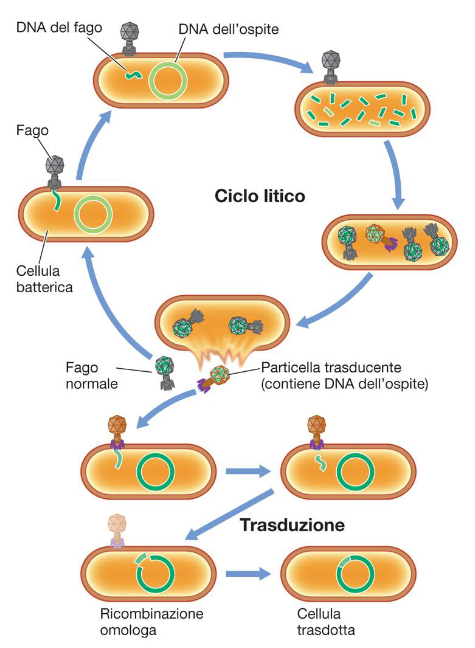 DNA del fago
DNA dell'ospite
Fago
Ciclo litico
Cellula
batterica
Fago
normale
Particella trasducente
(contiene DNA dell'ospite)
Trasduzione
Ricombinazione
omologa
Cellula
trasdotta